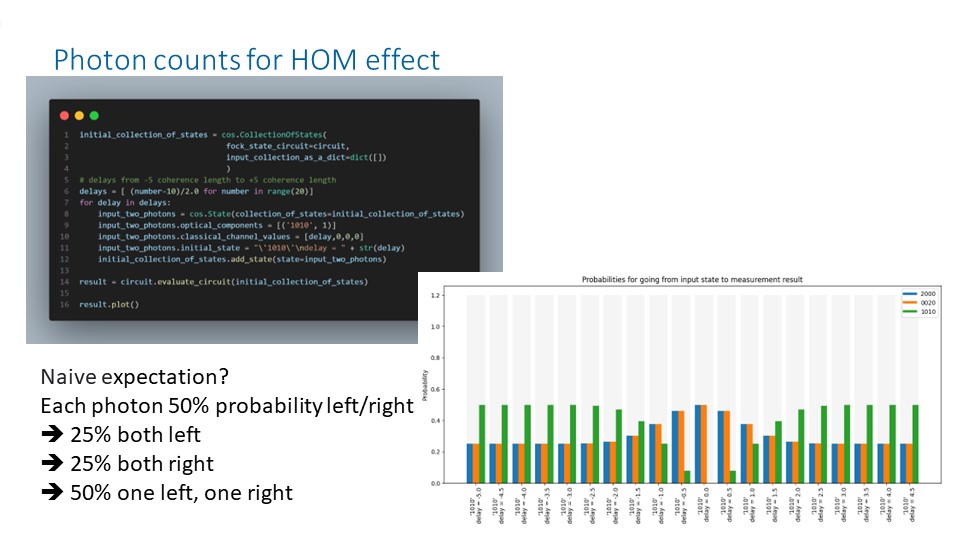 Photon counts for HOM effect
1 initial_collection_of_states = cos.CollectionOfStates(
2 fock_state_circuit=circuit,
3 input_collection_as_a_dict=dict([])
4 )
5 # delays from -5 coherence length to +5 coherence length
6 delays = [ (number-10)/2.0 for number in range(20)]
7 for delay in delays:
8 input_two_photons = cos.State(collection_of_states=initial_collection_of_states)
9 input_two_photons.optical_components = [('1010', 1)]
10 input_two_photons.classical_channel_values = [delay,0,0,0]
11 input_two_photons.initial_state = "\'1010\'\ndelay = " + str(delay)
12 initial_collection_of_states.add_state(state=input_two_photons)
13
14 result = circuit.evaluate_circuit(initial_collection_of_states)
15
16 result.plot()
Naive expectation?
Each photon 50% probability left/right
➔ 25% both left
➔ 25% both right
➔ 50% one left, one right
Probabilities for going from input state to measurement result
2000
0020
1010
Probability
1.2
1.0
0.8
0.6
0.4
0.2
0.0
'1010'
delay = -5.0
'1010'
delay = -4.5
'1010'
delay = -4.0
'1010'
delay = -3.5
'1010'
delay = -3.0
'1010'
delay = -2.5
'1010'
delay = -2.0
'1010'
delay = -1.5
'1010'
delay = -1.0
'1010'
delay = -0.5
'1010'
delay = 0.0
'1010'
delay = 0.5
'1010'
delay = 1.0
'1010'
delay = 1.5
'1010'
delay = 2.0
'1010'
delay = 2.5
'1010'
delay = 3.0
'1010'
delay = 3.5
'1010'
delay = 4.0
'1010'
delay = 4.5